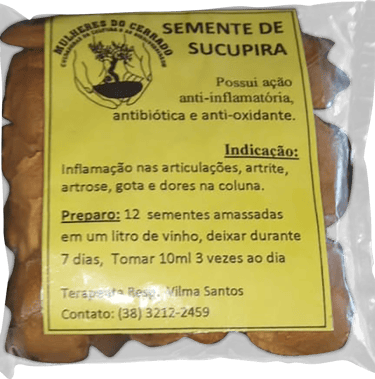 MULHERES DO CERRADO
SEMENTE DE
SUCUPIRA
Possui ação
anti-inflamatória,
antibiótica e anti-oxidante.
Indicação:
Inflamação nas articulações, artrite,
artrose, gota e dores na coluna.
Preparo: 12 sementes amassadas
em um litro de vinho, deixar durante
7 dias, Tomar 10ml 3 vezes ao dia
Terapeuta Resp. Vilma Santos
Contato: (38) 3212-2459